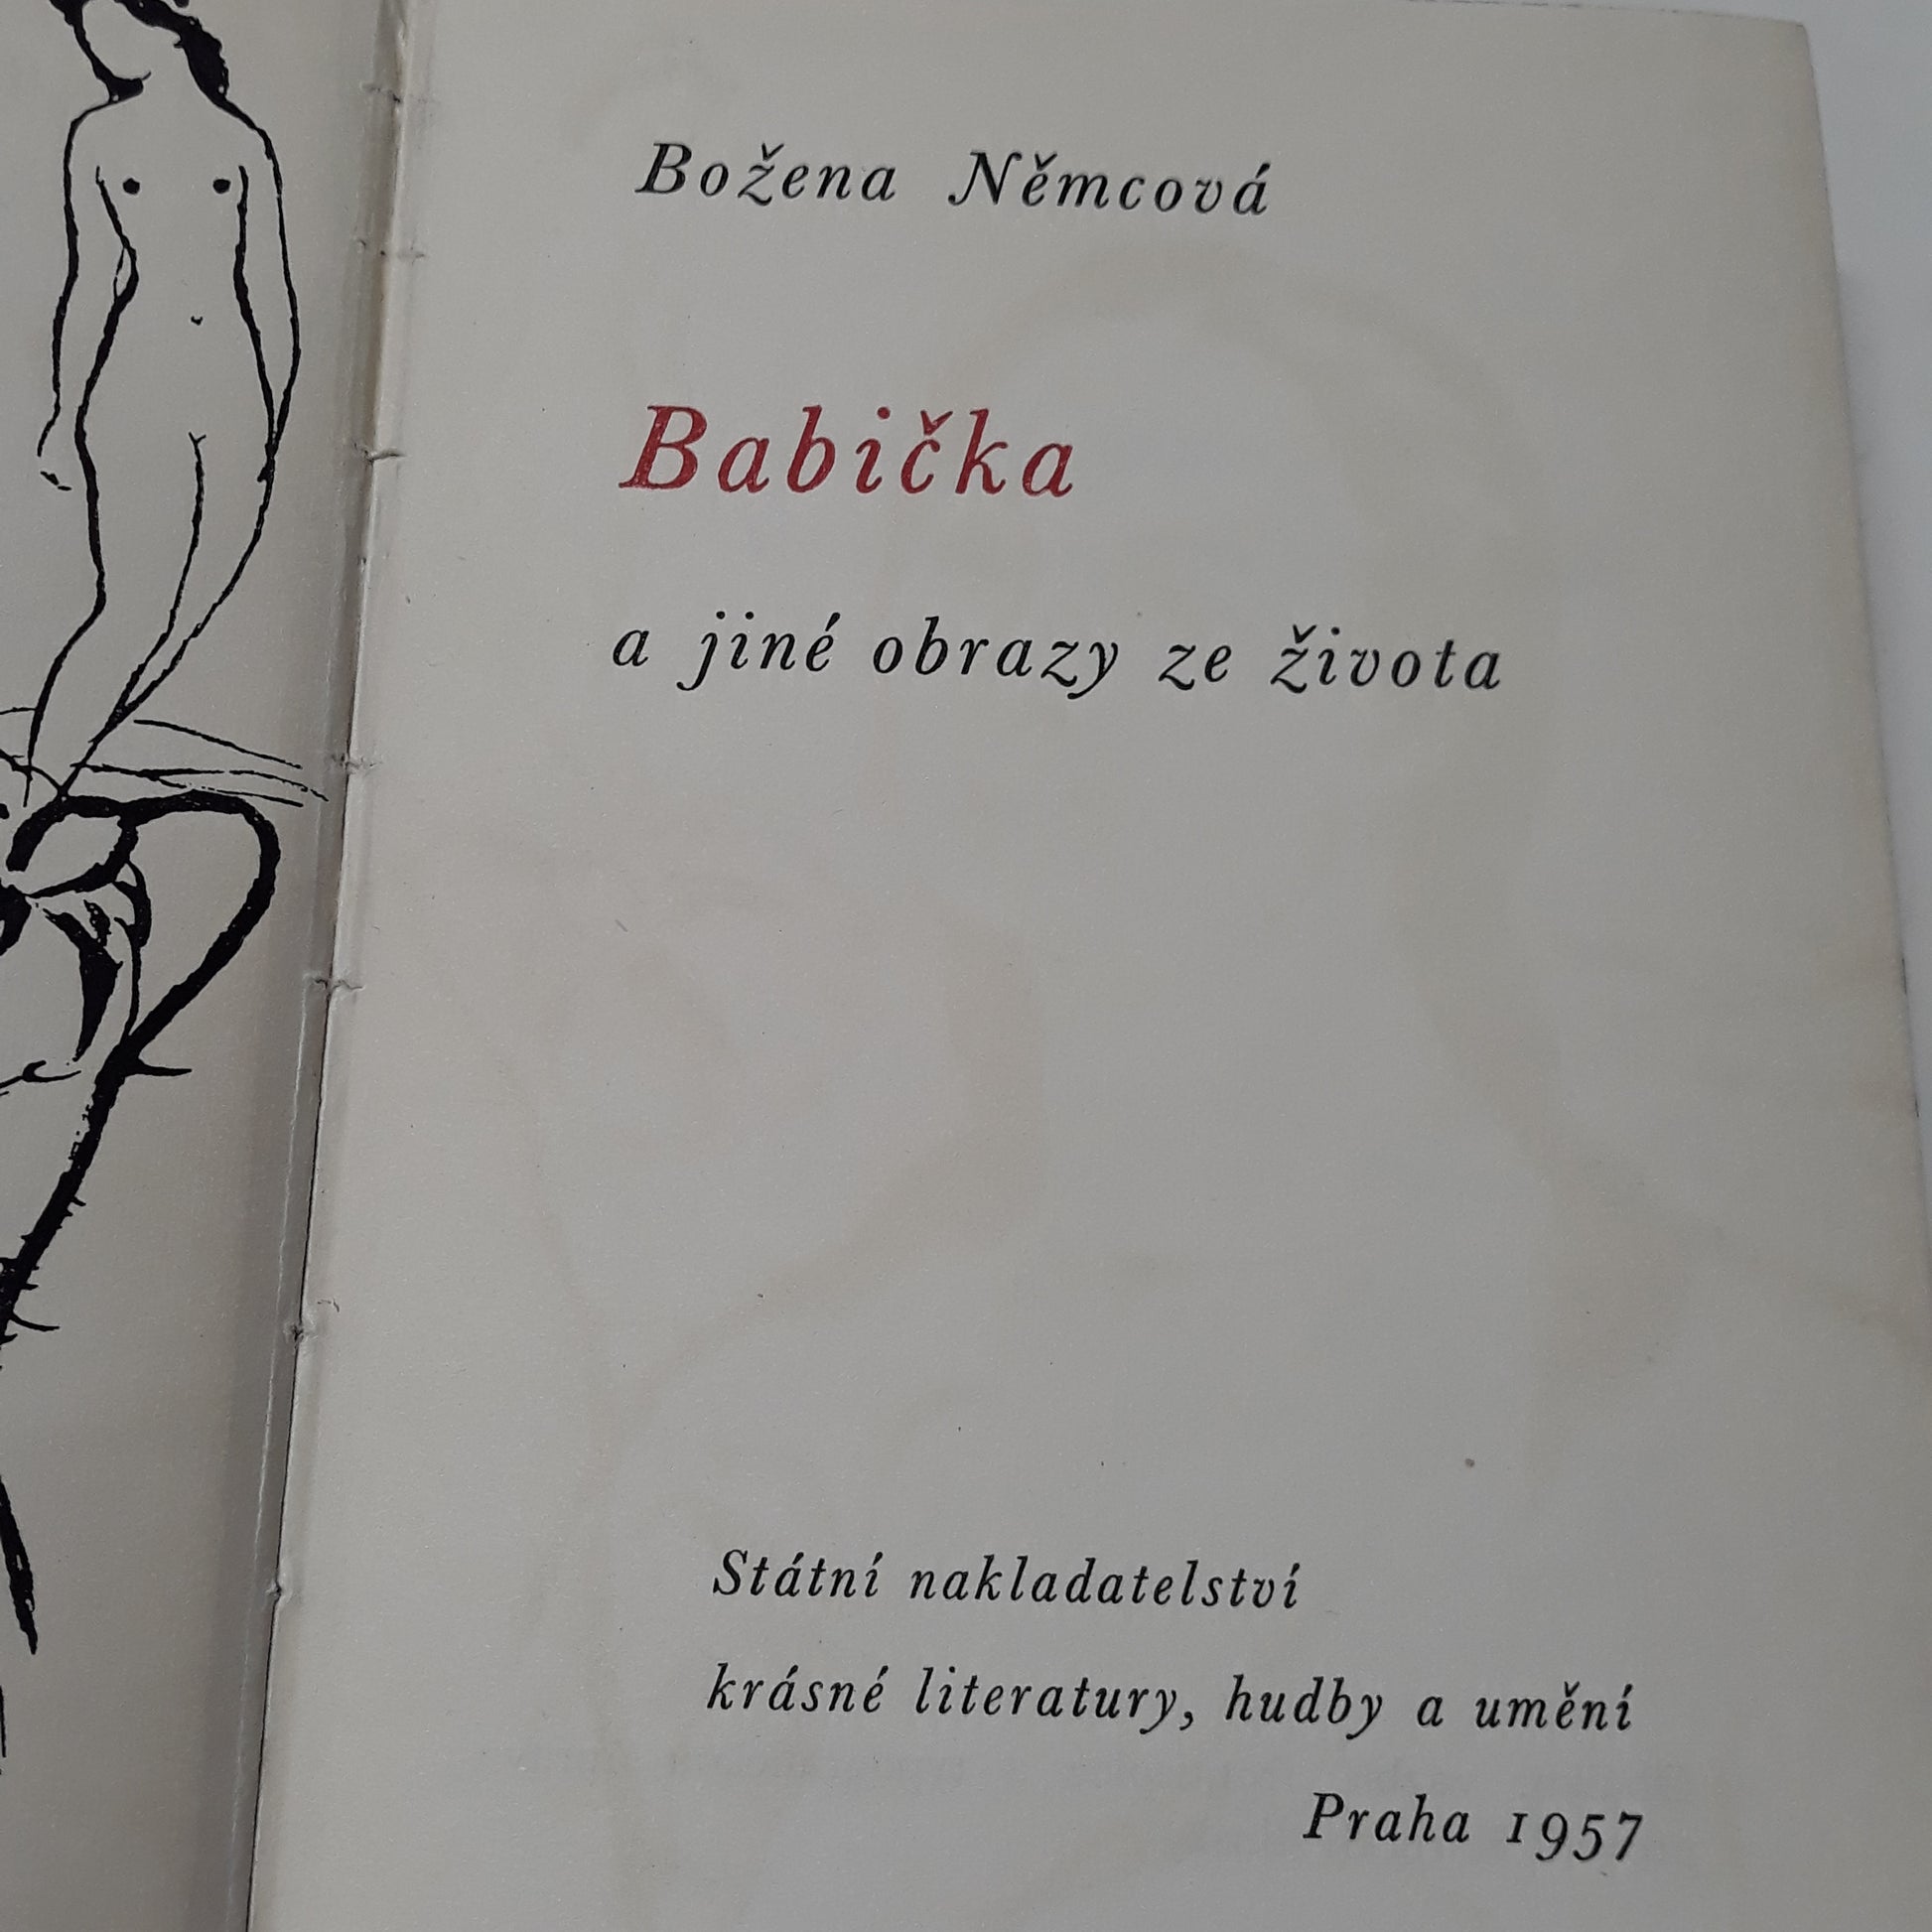 Božena Němcová
Babička
a jiné obrazy ze života
Státní nakladatelství
krásné literatury, hudby a umění
Praha 1957